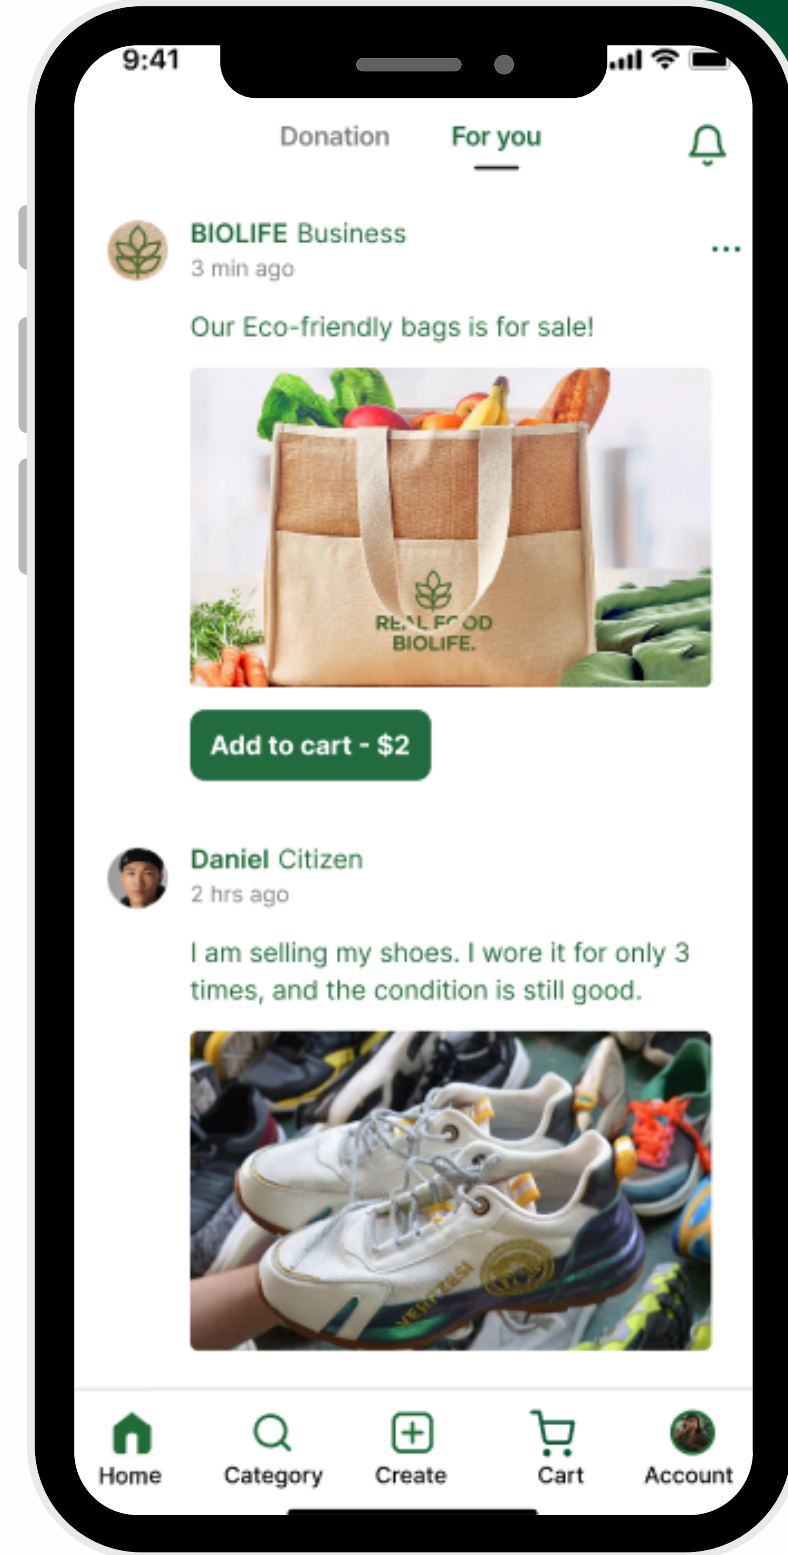 9:41
Donation
For you
BIOLIFE Business
3 min ago
Our Eco-friendly bags is for sale!
REAL FOOD
BIOLIFE.
Add to cart - $2
Daniel Citizen
2 hrs ago
I am selling my shoes. I wore it for only 3
times, and the condition is still good.
Home
Category
Create
Cart
Account